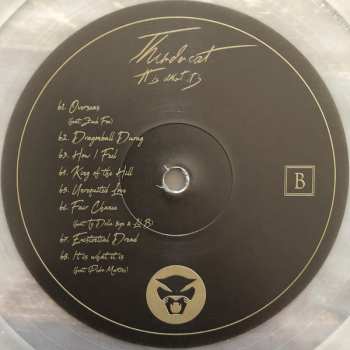 Thundercat
It Is What It Is
b1. Overseas
(feat. Zack Fox)
b2. Dragonball Durag
b3. How I Feel
b4. King of the Hill
b5. Unrequited Love
b6. Fair Chance
(feat. Ty Dolla $ign & Lil B)
b7. Existential Dread
b8. It is what it is
(feat. Pedro Martins)
B